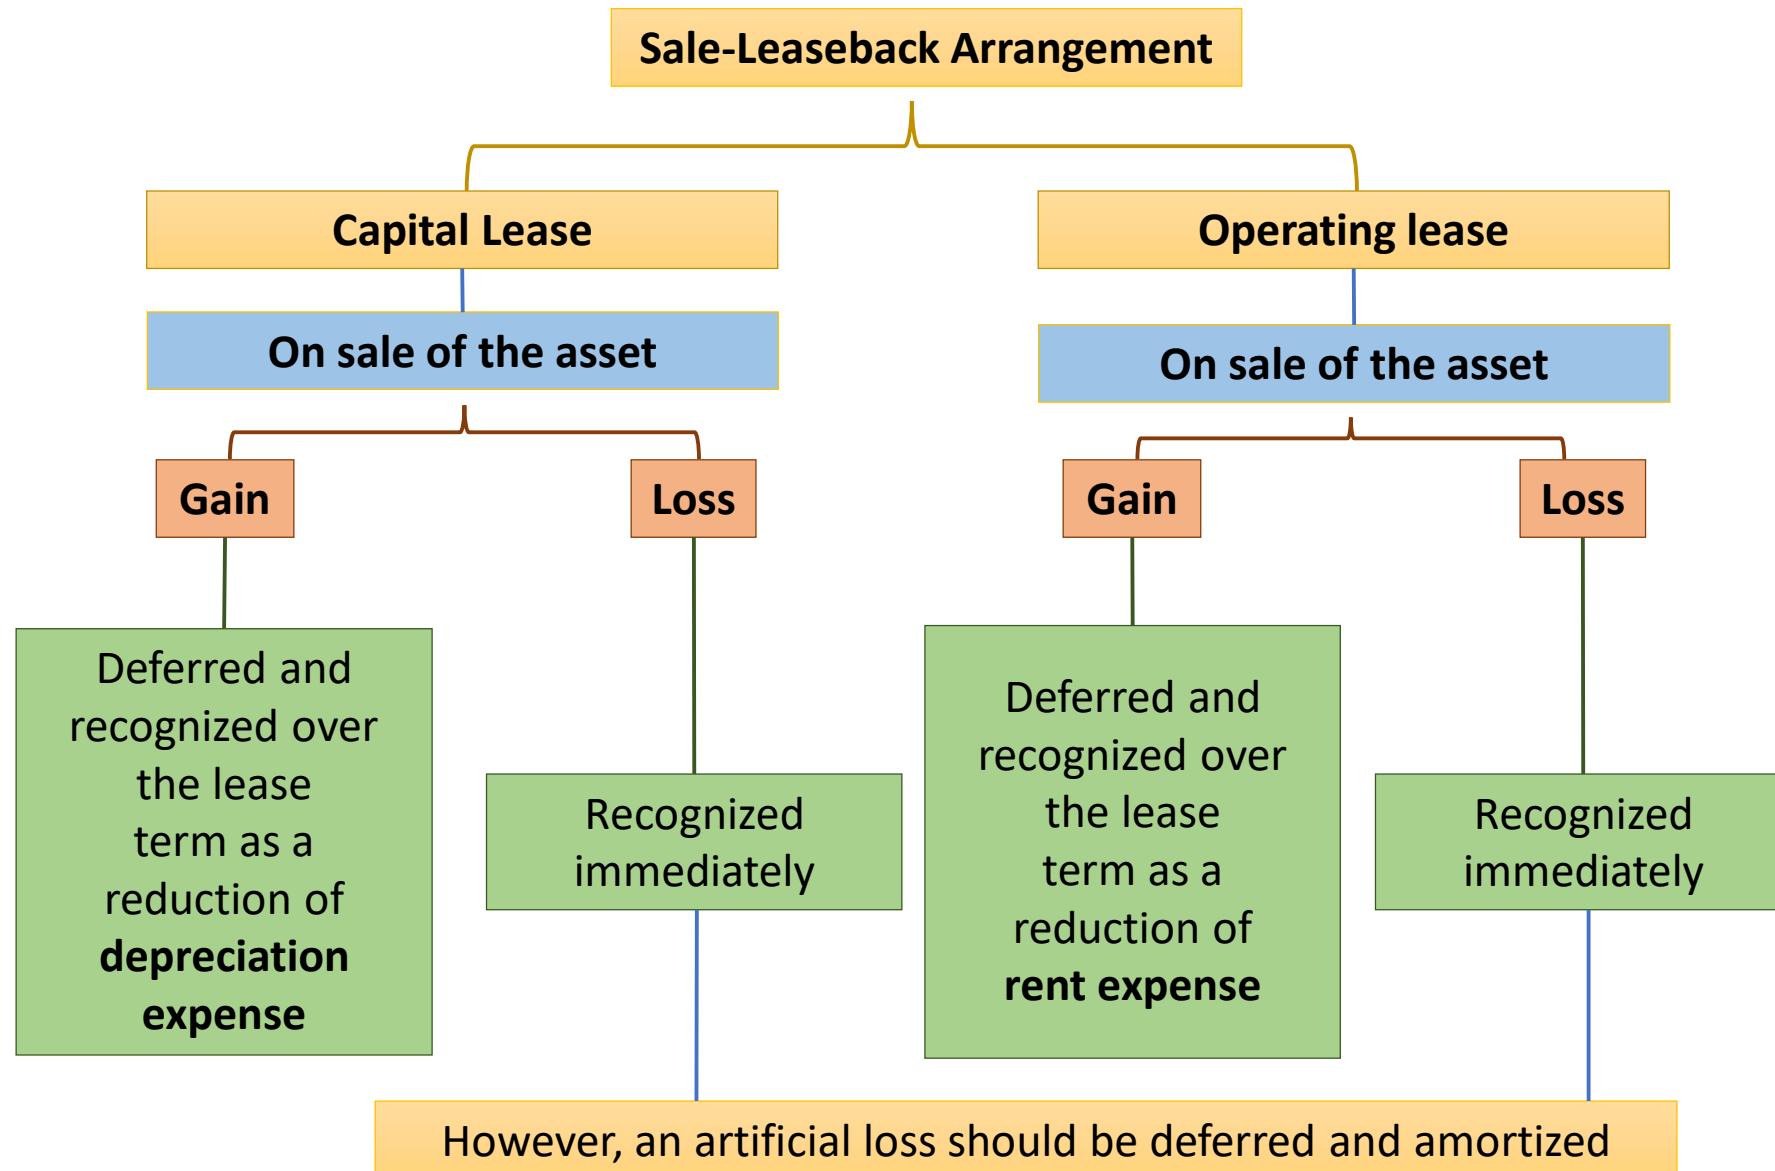 Sale-Leaseback Arrangement
Capital Lease
Operating lease
On sale of the asset
On sale of the asset
Gain
Loss
Gain
Loss
Deferred and
recognized over
the lease
term as a
reduction of
depreciation
expense
Recognized
immediately
Deferred and
recognized over
the lease
term as a
reduction of
rent expense
Recognized
immediately
However, an artificial loss should be deferred and amortized